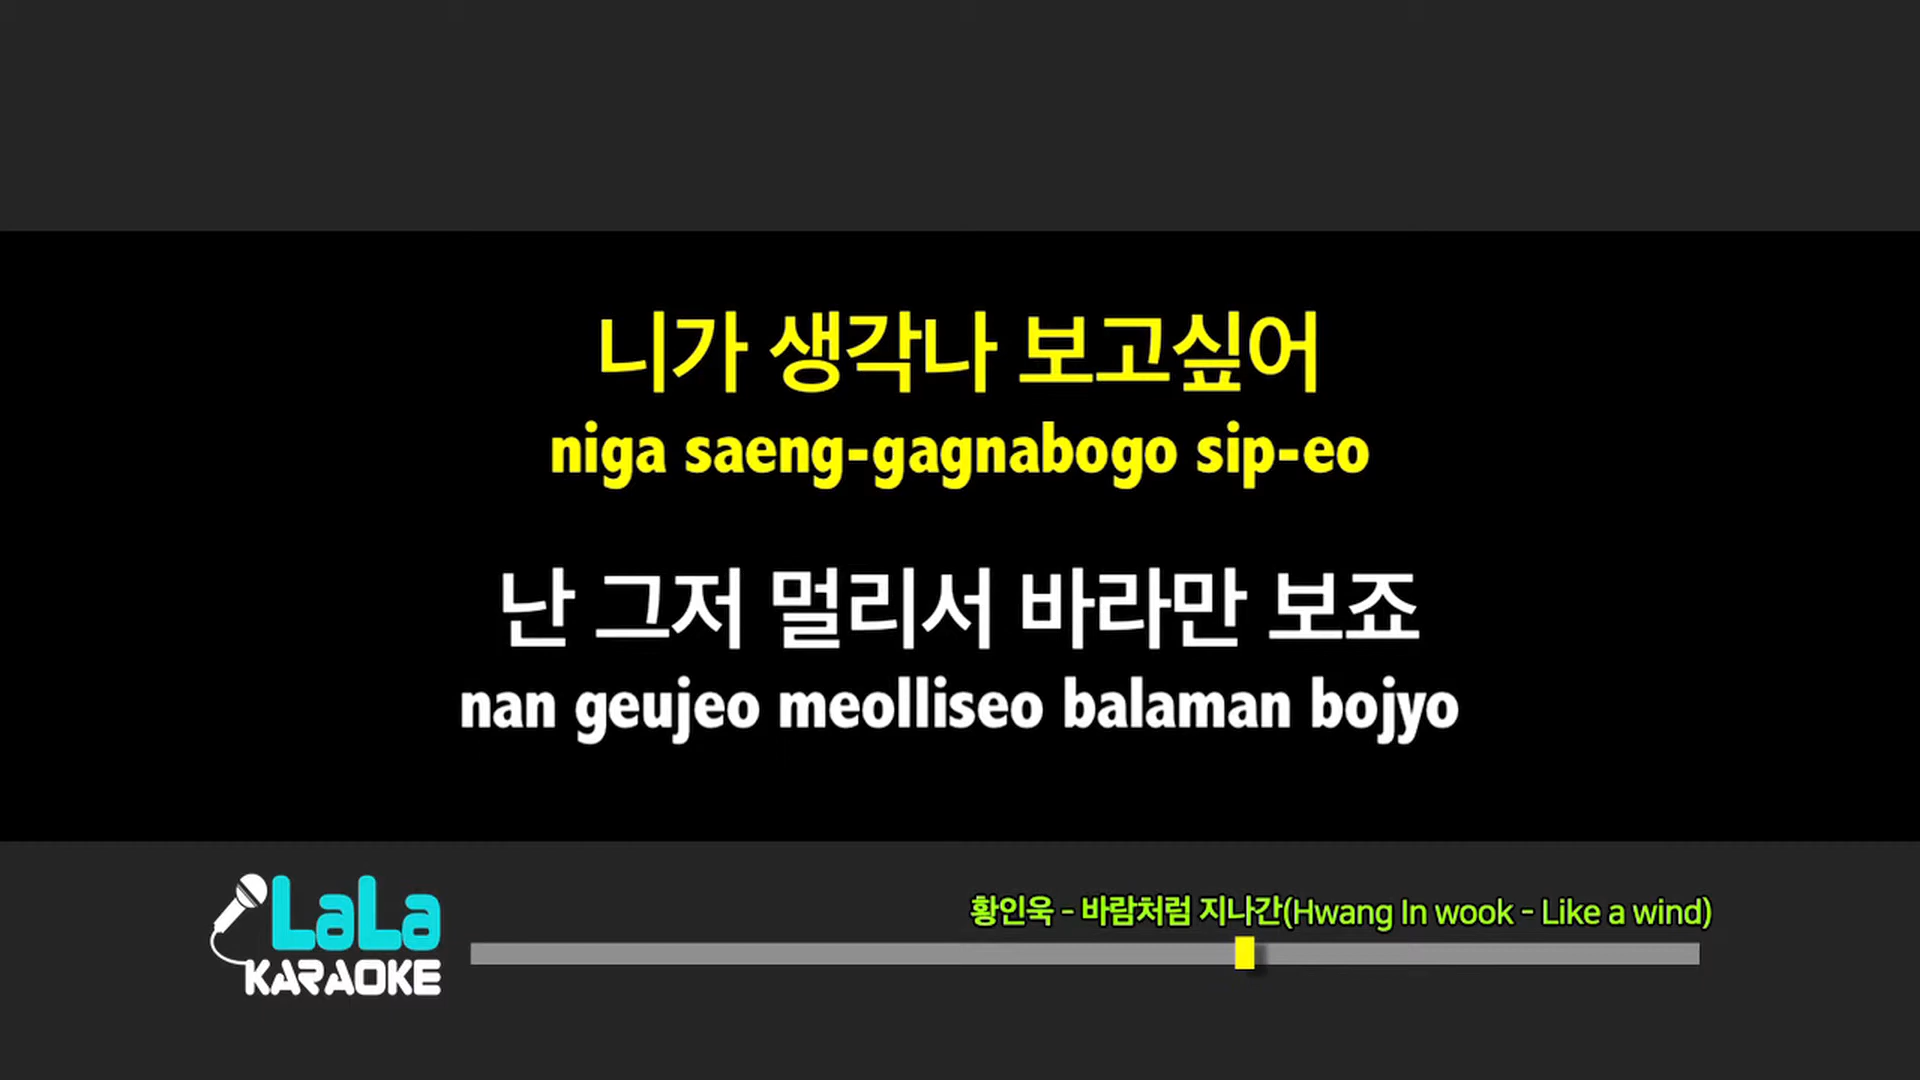 니가 생각나 보고싶어
niga saeng-gagnabogo sip-eo
난 그저 멀리서 바라만 보죠
nan geujeo meolliseo balaman bojyo
황인욱 - 바람처럼 지나간(Hwang In wook - Like a wind)
LaLa
KARAOKE